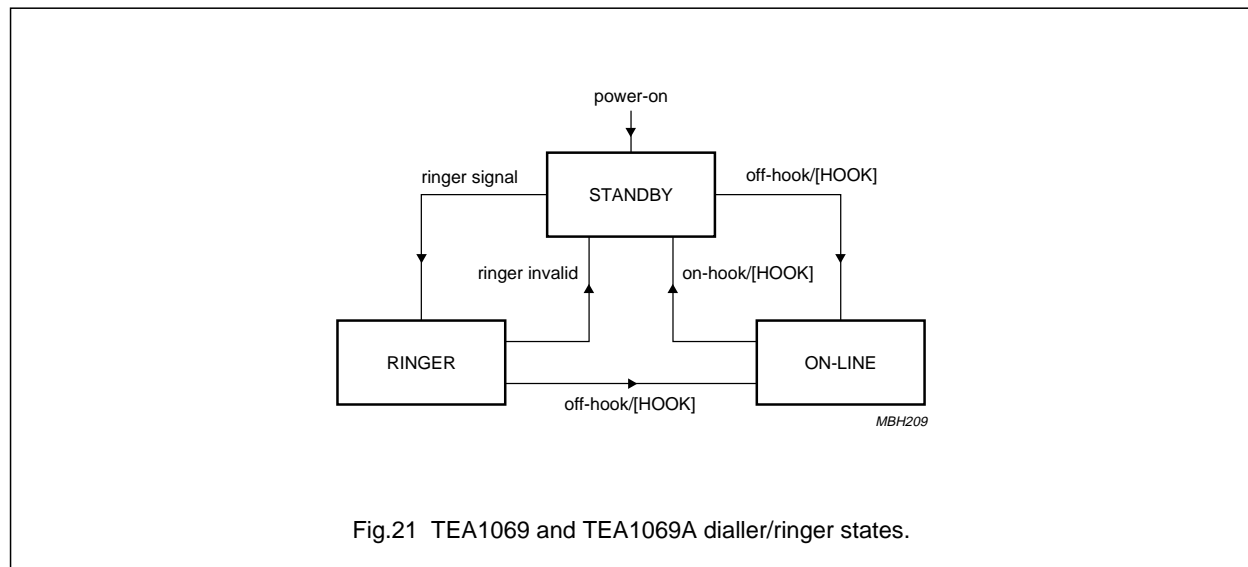 power-on
ringer signal
STANDBY
off-hook/[HOOK]
ringer invalid
on-hook/[HOOK]
RINGER
ON-LINE
off-hook/[HOOK]
MBH209
Fig.21 TEA1069 and TEA1069A dialler/ringer states.